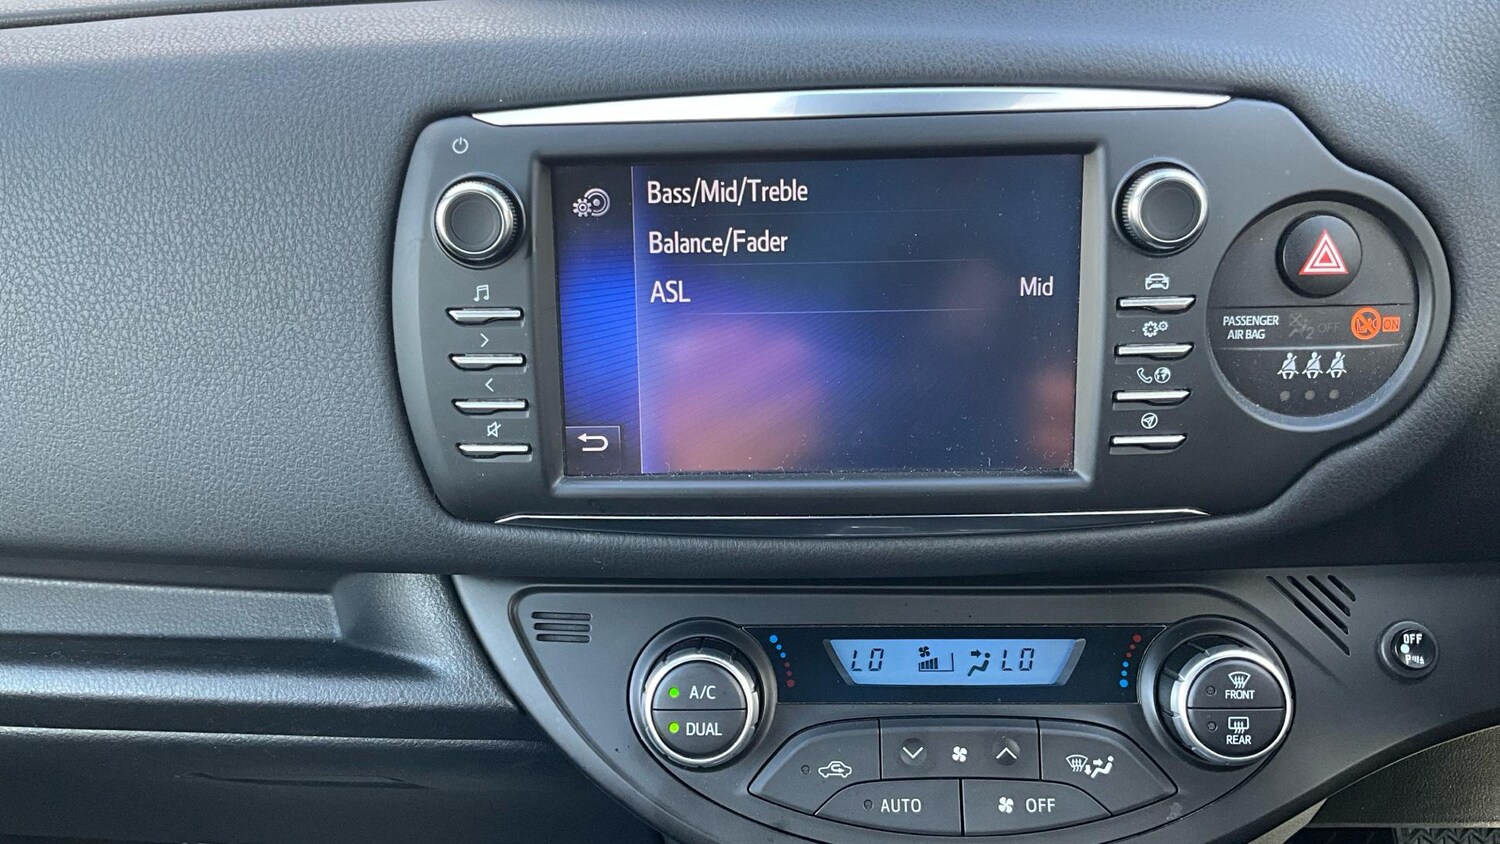 Bass/Mid/Treble
Balance/Fader
ASL Mid
PASSENGER
AIR BAG
2 OFF
ON
LO LO
A/C
DUAL
FRONT
REAR
AUTO
OFF
OFF